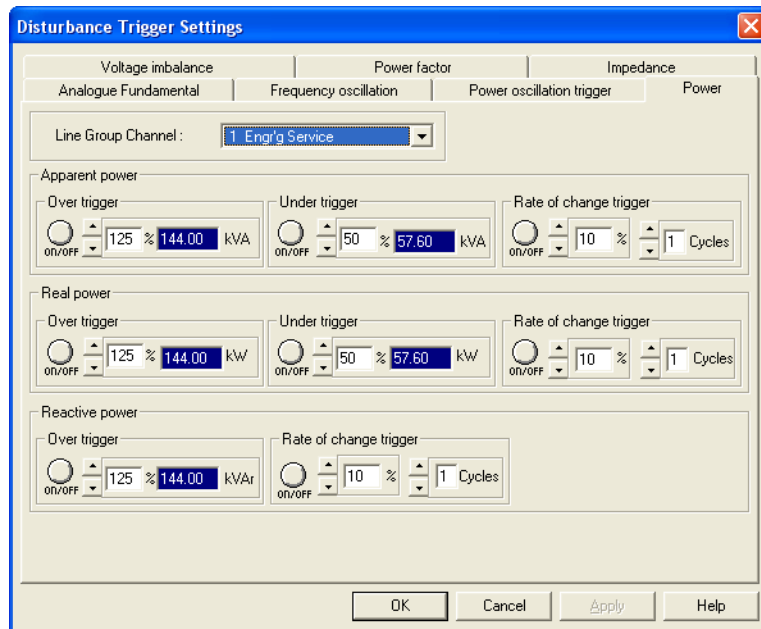 Disturbance Trigger Settings
Voltage imbalance Power factor Impedance
Analogue Fundamental Frequency oscillation Power oscillation trigger Power
Line Group Channel : 1 Engr'g Service
Apparent power
Over trigger Under trigger Rate of change trigger
on/off 125 % 144.00 kVA on/off 50 % 57.60 kVA on/off 10 % 1 Cycles
Real power
Over trigger Under trigger Rate of change trigger
on/off 125 % 144.00 kW on/off 50 % 57.60 kW on/off 10 % 1 Cycles
Reactive power
Over trigger Rate of change trigger
on/off 125 % 144.00 kVAr on/off 10 % 1 Cycles
OK Cancel Apply Help